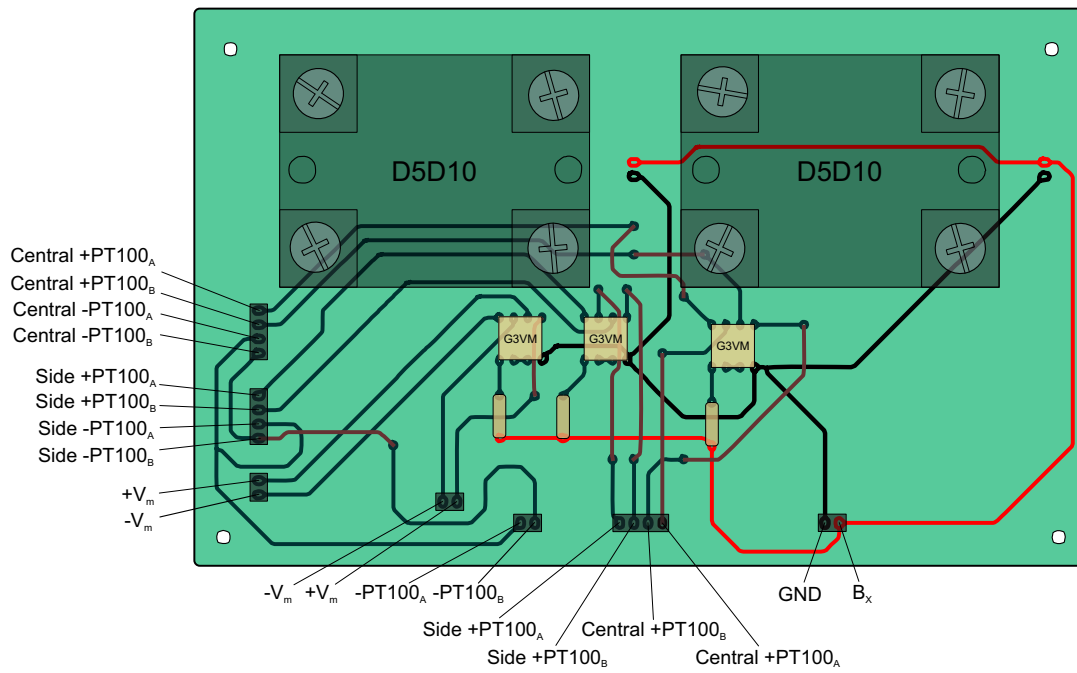 D5D10
D5D10
Central +PT100A
Central +PT100B
Central -PT100A
Central -PT100B
Side +PT100A
Side +PT100B
Side -PT100A
Side -PT100B
+Vm
-Vm
G3VM
G3VM
G3VM
-Vm
+Vm
-PT100A
-PT100B
GND
BX
Side +PT100A
Central +PT100B
Side +PT100B
Central +PT100A